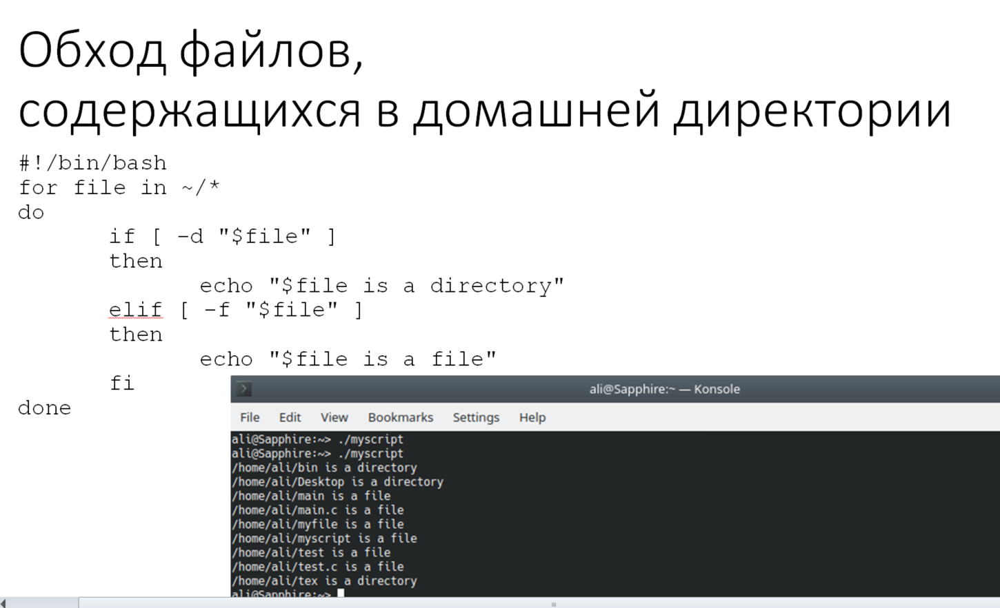 Обход файлов,
содержащихся в домашней директории
#!/bin/bash
for file in ~/*
do
if [ -d "$file" ]
then
echo "$file is a directory"
elif [ -f "$file" ]
then
echo "$file is a file"
fi
done
ali@Sapphire:~ — Konsole
File Edit View Bookmarks Settings Help
ali@Sapphire:~> ./myscript
ali@Sapphire:~> ./myscript
/home/ali/bin is a directory
/home/ali/Desktop is a directory
/home/ali/main is a file
/home/ali/main.c is a file
/home/ali/myfile is a file
/home/ali/myscript is a file
/home/ali/test is a file
/home/ali/test.c is a file
/home/ali/tex is a directory
ali@Sapphire:~>